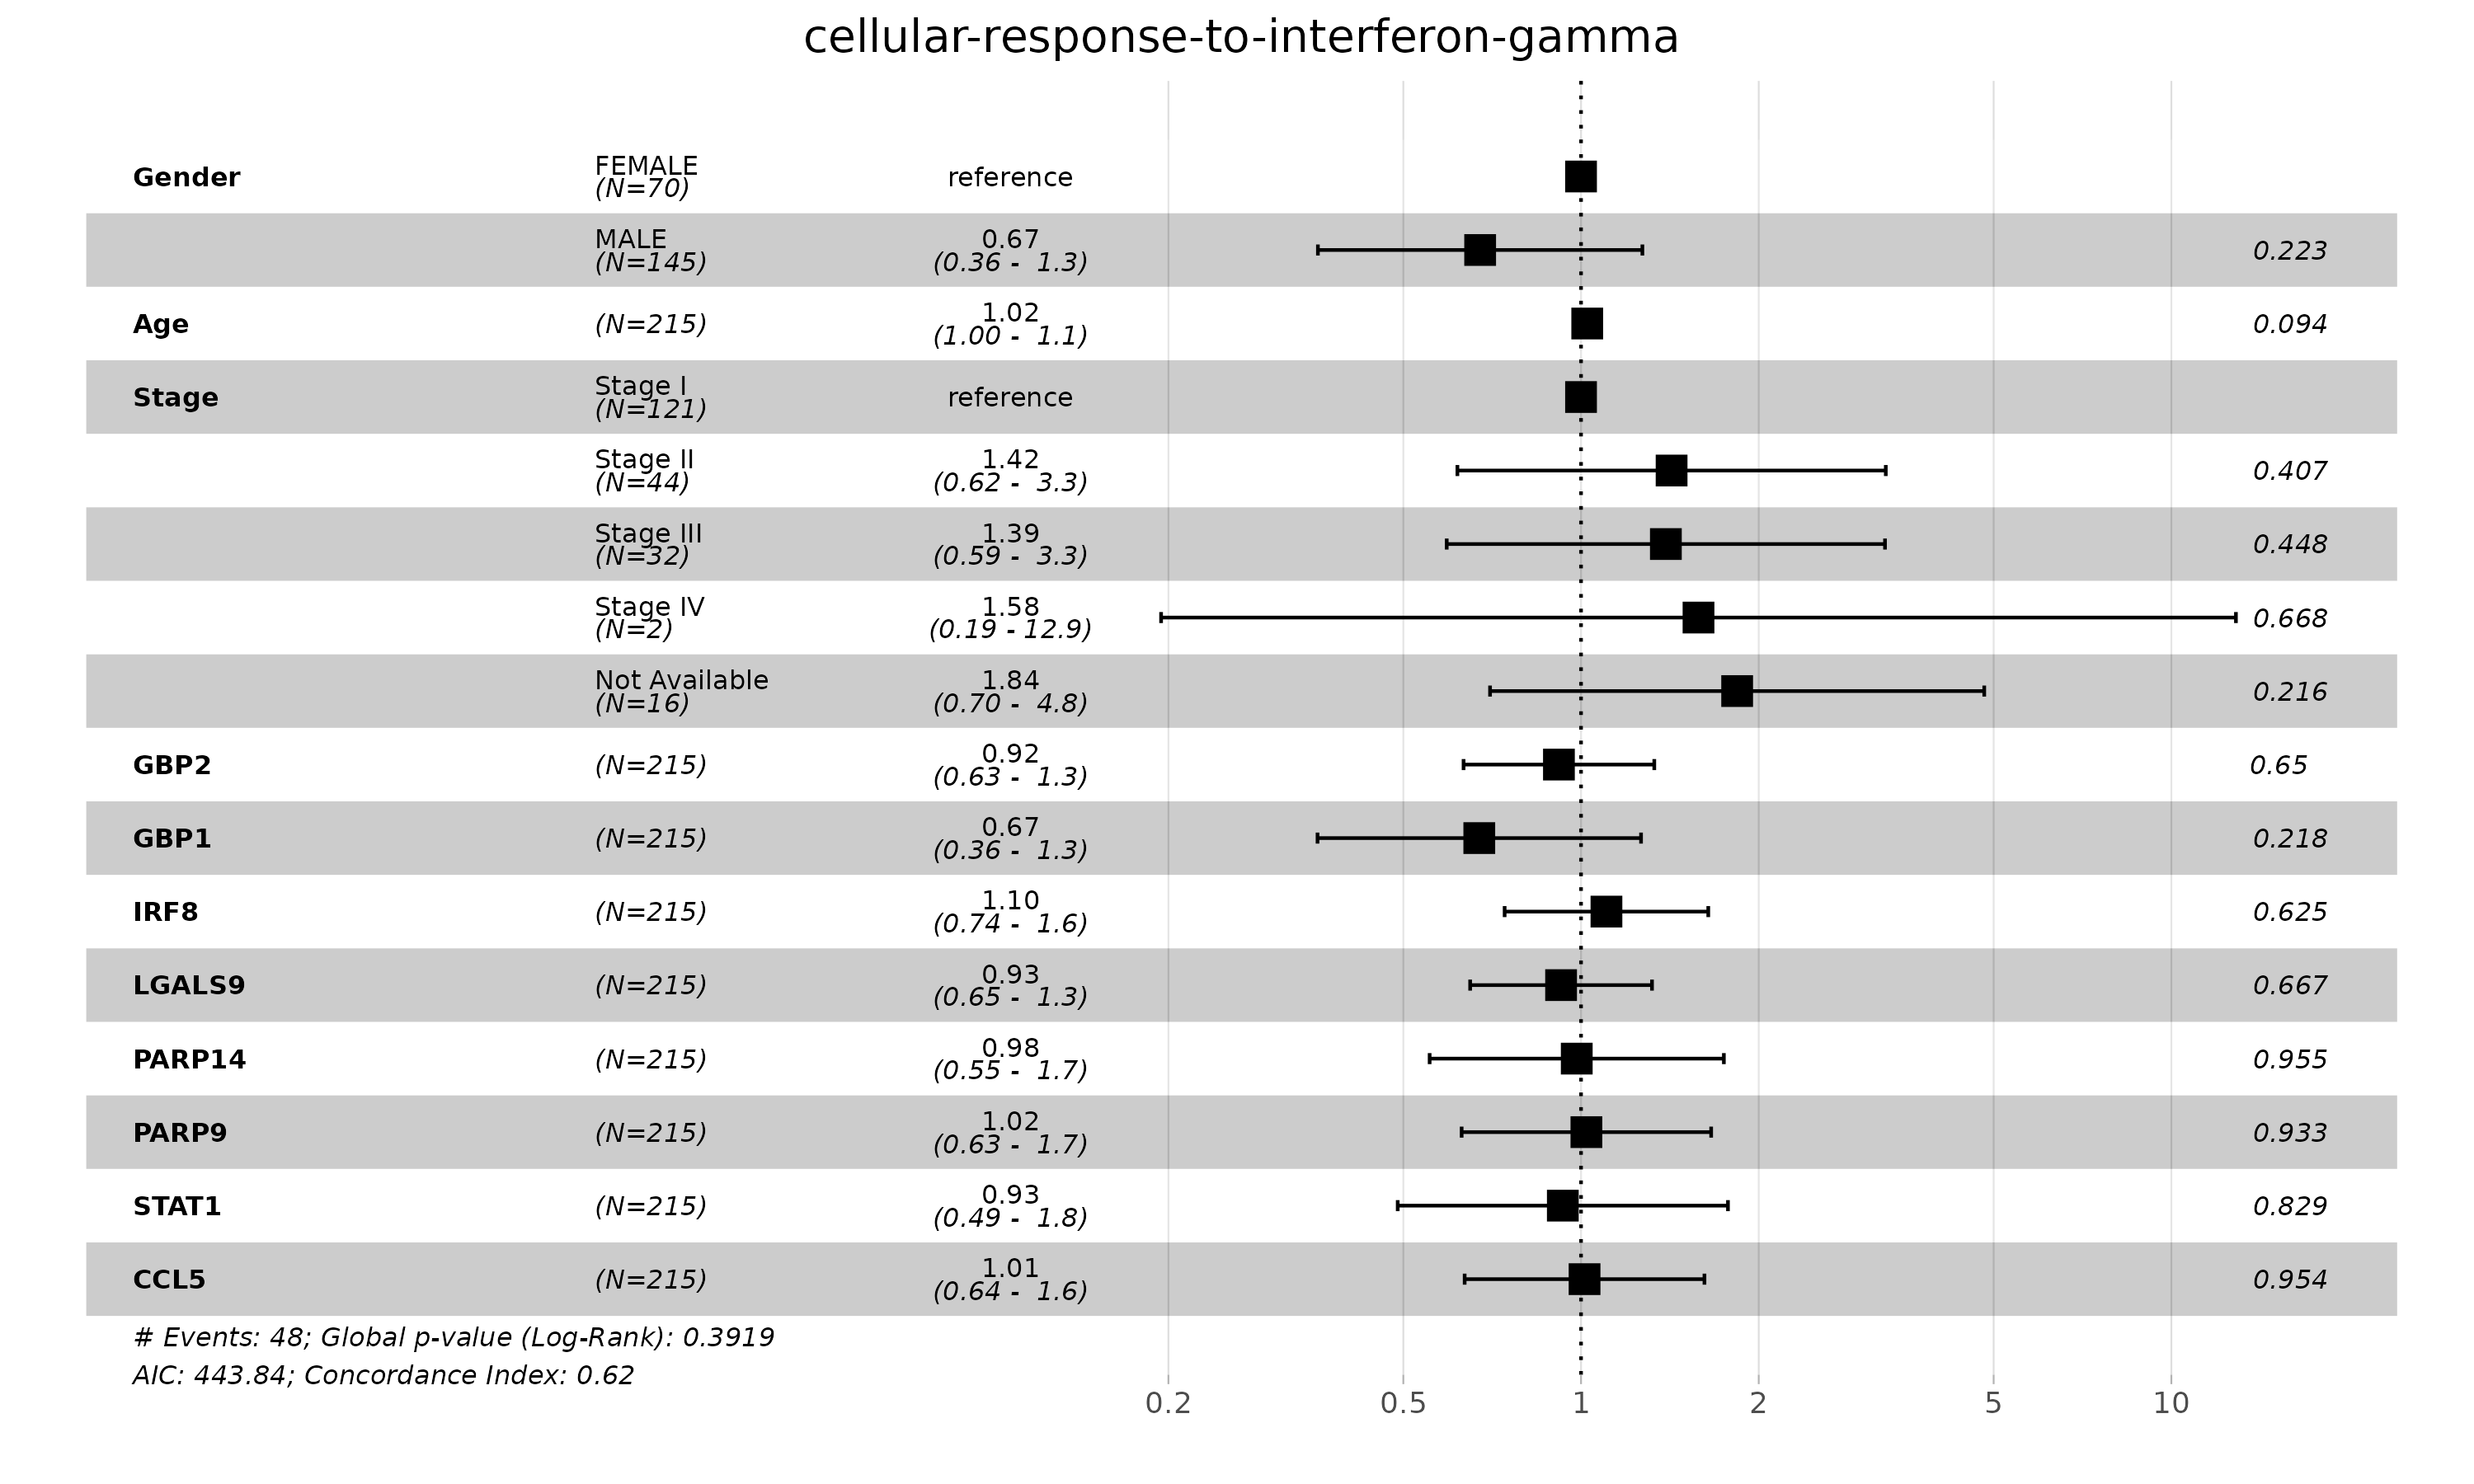 cellular-response-to-interferon-gamma
Gender FEMALE (N=70) reference
MALE (N=145) 0.67 (0.36 - 1.3) 0.223
Age (N=215) 1.02 (1.00 - 1.1) 0.094
Stage Stage I (N=121) reference
Stage II (N=44) 1.42 (0.62 - 3.3) 0.407
Stage III (N=32) 1.39 (0.59 - 3.3) 0.448
Stage IV (N=2) 1.58 (0.19 - 12.9) 0.668
Not Available (N=16) 1.84 (0.70 - 4.8) 0.216
GBP2 (N=215) 0.92 (0.63 - 1.3) 0.65
GBP1 (N=215) 0.67 (0.36 - 1.3) 0.218
IRF8 (N=215) 1.10 (0.74 - 1.6) 0.625
LGALS9 (N=215) 0.93 (0.65 - 1.3) 0.667
PARP14 (N=215) 0.98 (0.55 - 1.7) 0.955
PARP9 (N=215) 1.02 (0.63 - 1.7) 0.933
STAT1 (N=215) 0.93 (0.49 - 1.8) 0.829
CCL5 (N=215) 1.01 (0.64 - 1.6) 0.954
# Events: 48; Global p-value (Log-Rank): 0.3919
AIC: 443.84; Concordance Index: 0.62
0.2 0.5 1 2 5 10